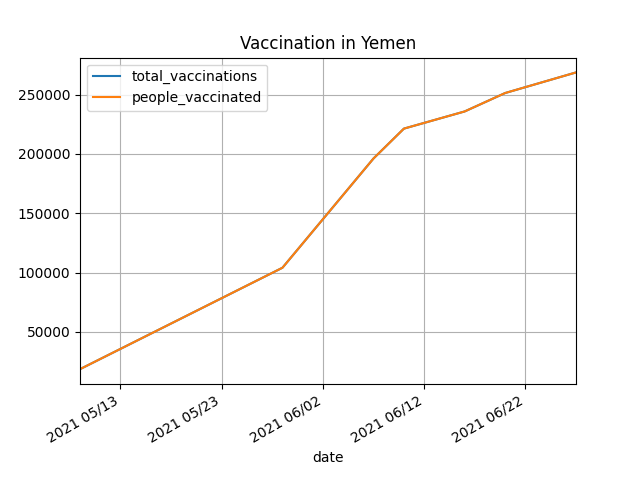 Vaccination in Yemen
total_vaccinations
people_vaccinated
250000
200000
150000
100000
50000
2021 05/13
2021 05/23
2021 06/02
2021 06/12
2021 06/22
date